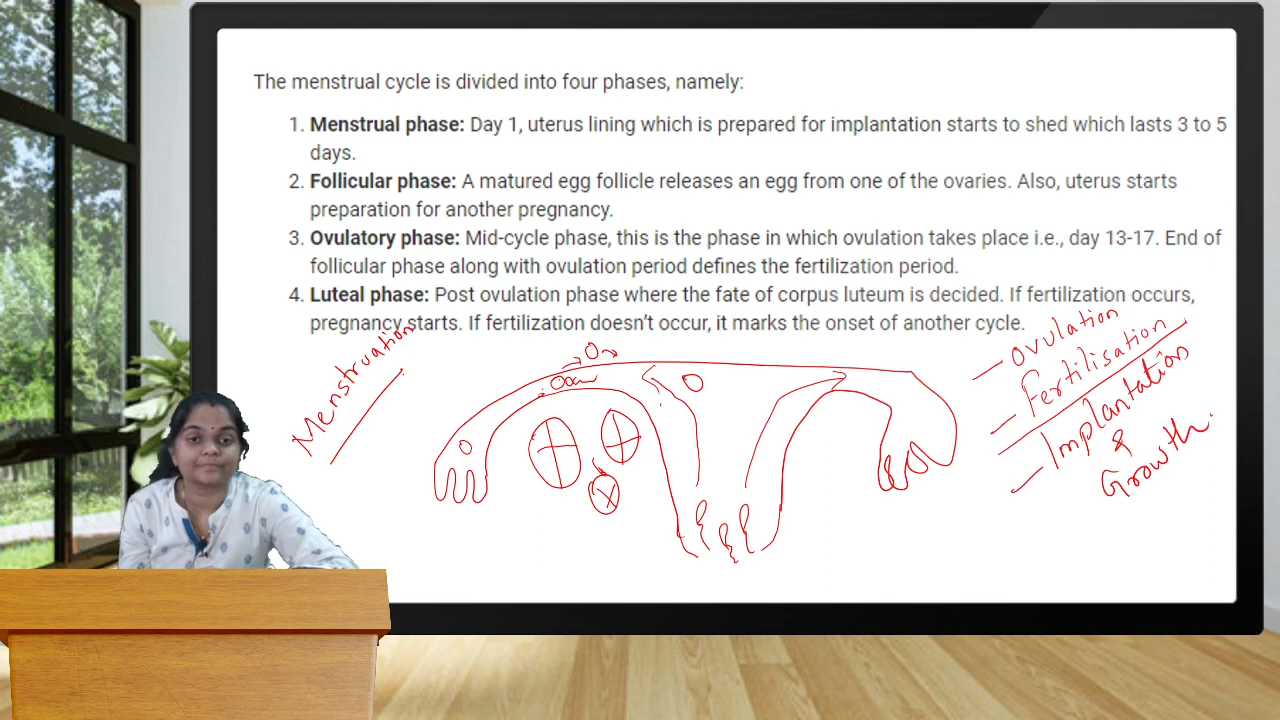 The menstrual cycle is divided into four phases, namely:
1. Menstrual phase: Day 1, uterus lining which is prepared for implantation starts to shed which lasts 3 to 5
days.
2. Follicular phase: A matured egg follicle releases an egg from one of the ovaries. Also, uterus starts
preparation for another pregnancy.
3. Ovulatory phase: Mid-cycle phase, this is the phase in which ovulation takes place i.e., day 13-17. End of
follicular phase along with ovulation period defines the fertilization period.
4. Luteal phase: Post ovulation phase where the fate of corpus luteum is decided. If fertilization occurs,
pregnancy starts. If fertilization doesn't occur, it marks the onset of another cycle.
Menstruation
— Ovulation
— Fertilisation
— Implantation
&
Growth.